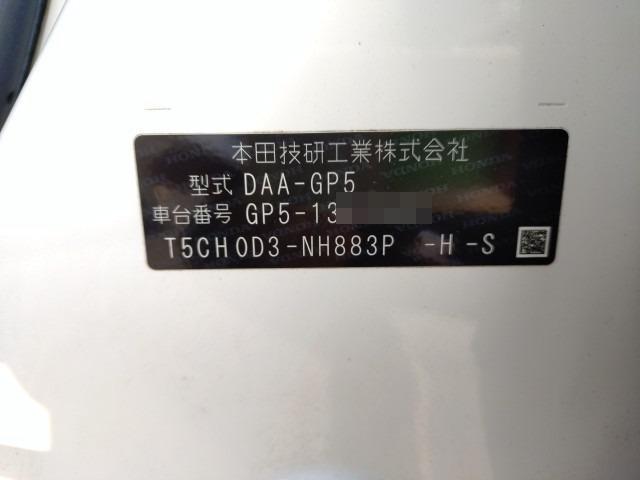 本田技研工業株式会社
型式 DAA-GP5
車台番号 GP5-13
T5CH0D3-NH883P -H -S